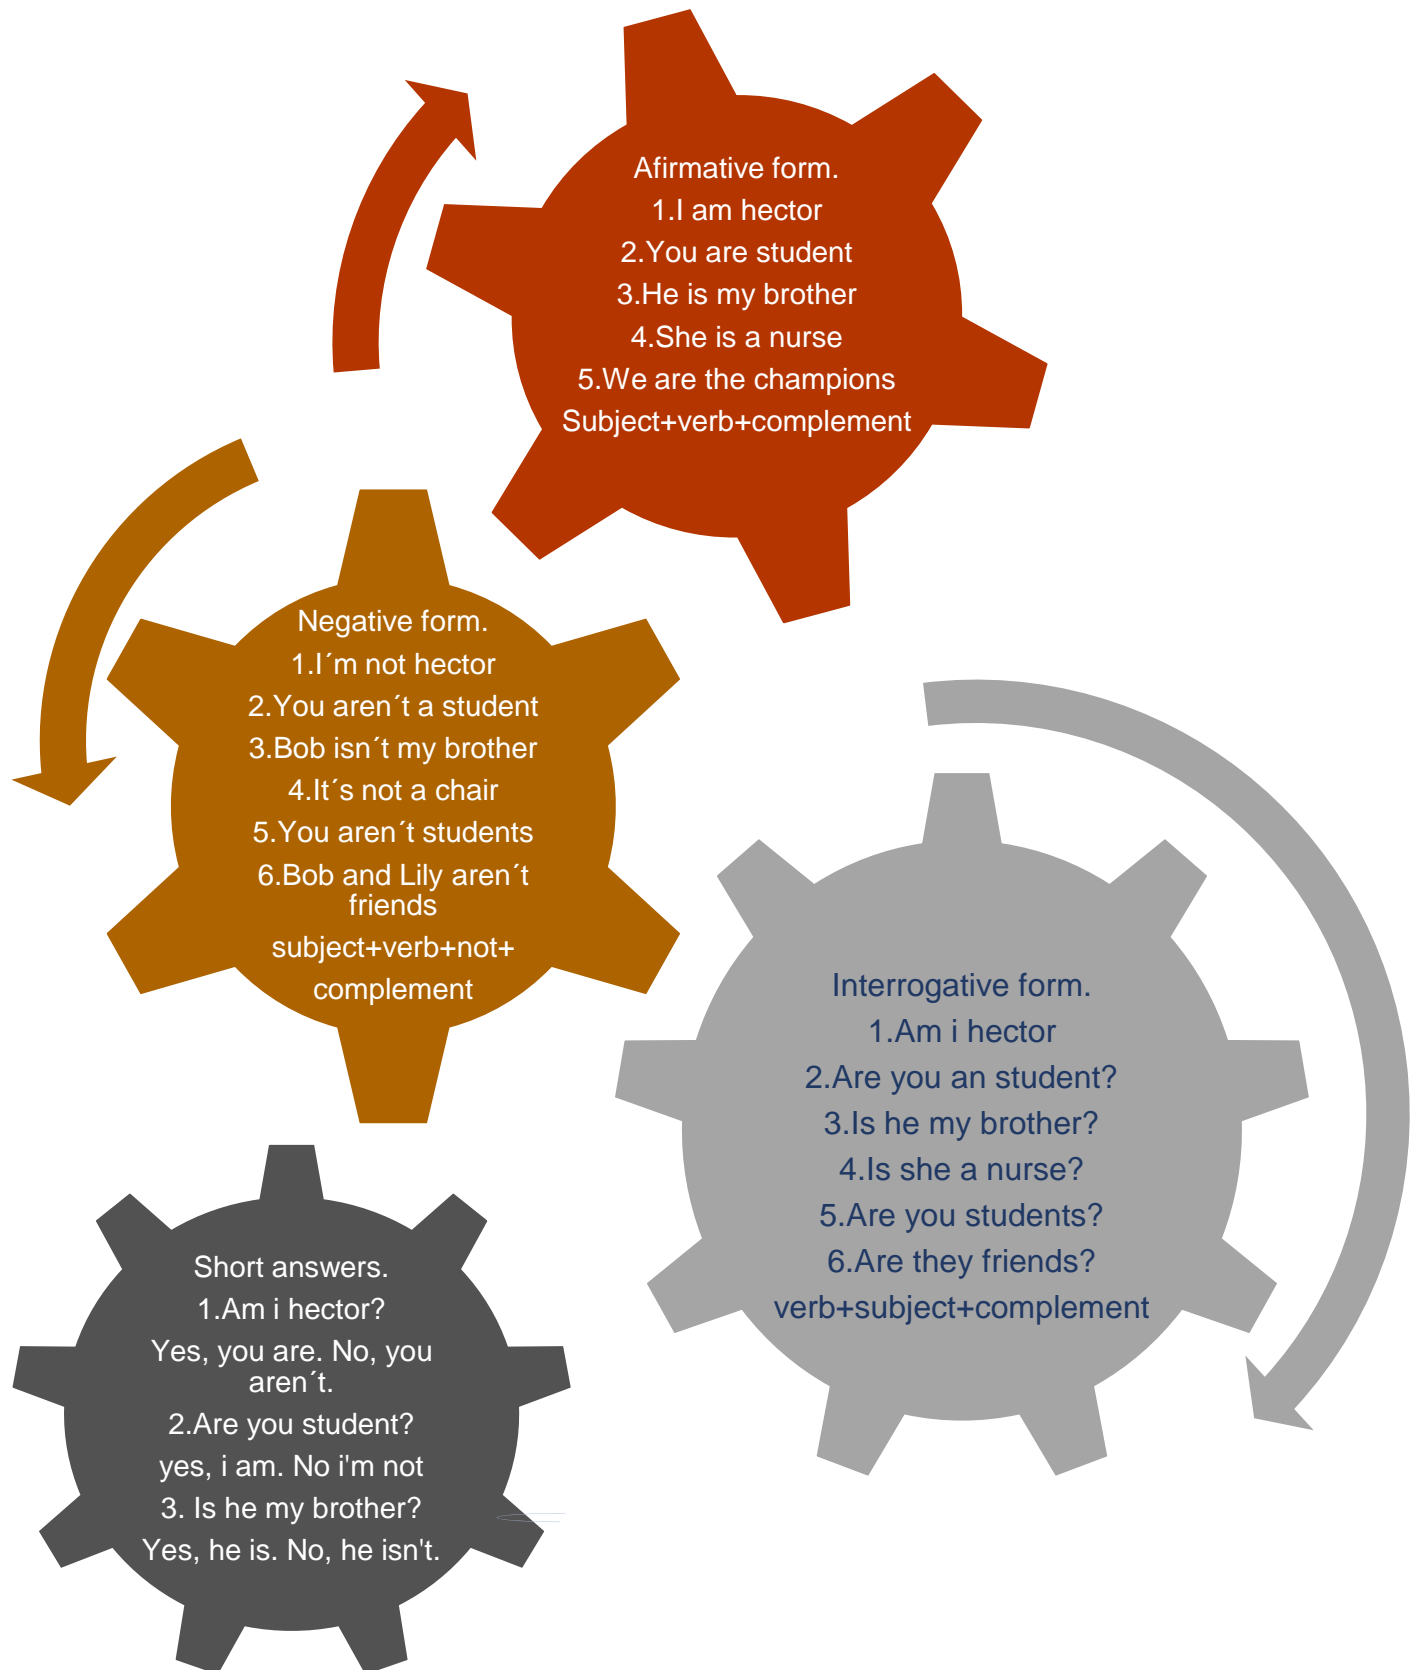 Afirmative form.
1.I am hector
2.You are student
3.He is my brother
4.She is a nurse
5.We are the champions
Subject+verb+complement
Negative form.
1.I´m not hector
2.You aren´t a student
3.Bob isn´t my brother
4.It´s not a chair
5.You aren´t students
6.Bob and Lily aren´t
friends
subject+verb+not+
complement
Interrogative form.
1.Am i hector
2.Are you an student?
3.Is he my brother?
4.Is she a nurse?
5.Are you students?
6.Are they friends?
verb+subject+complement
Short answers.
1.Am i hector?
Yes, you are. No, you
aren´t.
2.Are you student?
yes, i am. No i'm not
3. Is he my brother?
Yes, he is. No, he isn't.